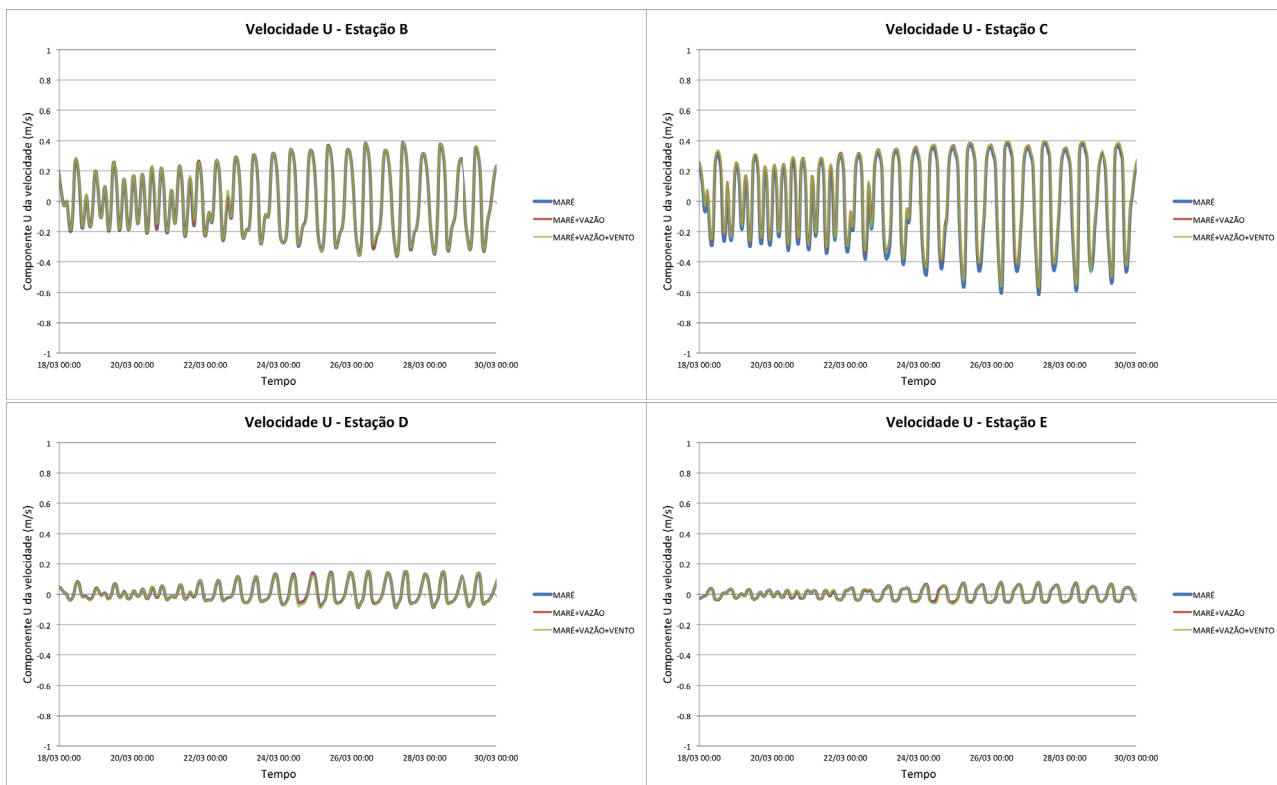 Velocidade U - Estação B
Componente U da velocidade (m/s)
1
0.8
0.6
0.4
0.2
0
-0.2
-0.4
-0.6
-0.8
-1
18/03 00:00 20/03 00:00 22/03 00:00 24/03 00:00 26/03 00:00 28/03 00:00 30/03 00:00
Tempo
MARÉ
MARÉ+VAZÃO
MARÉ+VAZÃO+VENTO
Velocidade U - Estação C
Componente U da velocidade (m/s)
1
0.8
0.6
0.4
0.2
0
-0.2
-0.4
-0.6
-0.8
-1
18/03 00:00 20/03 00:00 22/03 00:00 24/03 00:00 26/03 00:00 28/03 00:00 30/03 00:00
Tempo
MARÉ
MARÉ+VAZÃO
MARÉ+VAZÃO+VENTO
Velocidade U - Estação D
Componente U da velocidade (m/s)
1
0.8
0.6
0.4
0.2
0
-0.2
-0.4
-0.6
-0.8
-1
18/03 00:00 20/03 00:00 22/03 00:00 24/03 00:00 26/03 00:00 28/03 00:00 30/03 00:00
Tempo
MARÉ
MARÉ+VAZÃO
MARÉ+VAZÃO+VENTO
Velocidade U - Estação E
Componente U da velocidade (m/s)
1
0.8
0.6
0.4
0.2
0
-0.2
-0.4
-0.6
-0.8
-1
18/03 00:00 20/03 00:00 22/03 00:00 24/03 00:00 26/03 00:00 28/03 00:00 30/03 00:00
Tempo
MARÉ
MARÉ+VAZÃO
MARÉ+VAZÃO+VENTO